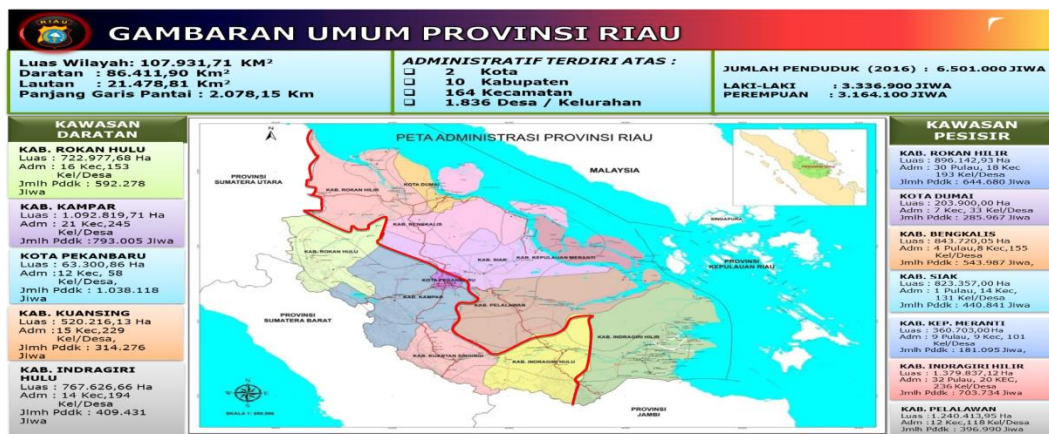 RIAU
GAMBARAN UMUM PROVINSI RIAU
Luas Wilayah: 107.931,71 KM²
Daratan : 86.411,90 Km²
Lautan : 21.478,81 Km²
Panjang Garis Pantai : 2.078,15 Km
ADMINISTRATIF TERDIRI ATAS :
❑ 2 Kota
❑ 10 Kabupaten
❑ 164 Kecamatan
❑ 1.836 Desa / Kelurahan
JUMLAH PENDUDUK (2016) : 6.501.000 JIWA
LAKI-LAKI : 3.336.900 JIWA
PEREMPUAN : 3.164.100 JIWA
KAWASAN
DARATAN
KAB. ROKAN HULU
Luas : 722.977,68 Ha
Adm : 16 Kec,153
Kel/Desa
Jmlh Pddk : 592.278
Jiwa
KAB. KAMPAR
Luas : 1.092.819,71 Ha
Adm : 21 Kec,245
Kel/Desa
Jmlh Pddk :793.005 Jiwa
KOTA PEKANBARU
Luas : 63.300,86 Ha
Adm :12 Kec, 58
Kel/Desa,
Jmlh Pddk : 1.038.118
Jiwa
KAB. KUANSING
Luas : 520.216,13 Ha
Adm :15 Kec,229
Kel/Desa,
Jmlh Pddk : 314.276
Jiwa
KAB. INDRAGIRI
HULU
Luas : 767.626,66 Ha
Adm : 14 Kec,194
Kel/Desa
Jmlh Pddk : 409.431
Jiwa
PETA ADMINISTRASI PROVINSI RIAU
N
PROVINSI
SUMATERA UTARA
MALAYSIA
KAB. ROKAN HILIR
KOTA DUMAI
KAB. BENGKALIS
SINGAPURA
KAB. ROKAN HULU
KAB. SIAK
KAB. KEPULAUAN MERANTI
PROVINSI
KEPULAUAN RIAU
KOTA PEKANBARU
KAB. KAMPAR
KAB. PELALAWAN
PROVINSI
SUMATERA BARAT
KAB. KUANTAN SINGINGI
KAB. INDRAGIRI HULU
KAB. INDRAGIRI HILIR
PROVINSI
JAMBI
KAWASAN
PESISIR
KAB. ROKAN HILIR
Luas : 896.142,93 Ha
Adm : 30 Pulau, 18 Kec
193 Kel/Desa
Jmlh Pddk : 644.680 Jiwa
KOTA DUMAI
Luas : 203.900,00 Ha
Adm : 7 Kec, 33 Kel/Desa
Jmlh Pddk : 285.967 Jiwa
KAB. BENGKALIS
Luas : 843.720,05 Ha
Adm : 4 Pulau,8 Kec,155
Kel/Desa
Jmlh Pddk : 543.987 Jiwa,
KAB. SIAK
Luas : 823.357,00 Ha
Adm : 1 Pulau, 14 Kec,
131 Kel/Desa
Jmlh Pddk : 440.841 Jiwa
KAB. KEP. MERANTI
Luas : 360.703,00Ha
Adm : 9 Pulau, 9 Kec, 101
Kel/Desa
Jmlh Pddk : 181.095 Jiwa,
KAB. INDRAGIRI HILIR
Luas : 1.379.837,12 Ha
Adm : 32 Pulau, 20 KEC,
236 Kel/Desa
Jmlh Pddk : 703.734 Jiwa
KAB. PELALAWAN
Luas : 1.240.413,95 Ha
Adm :12 Kec,118 Kel/Desa
Jmlh Pddk : 396.990 Jiwa